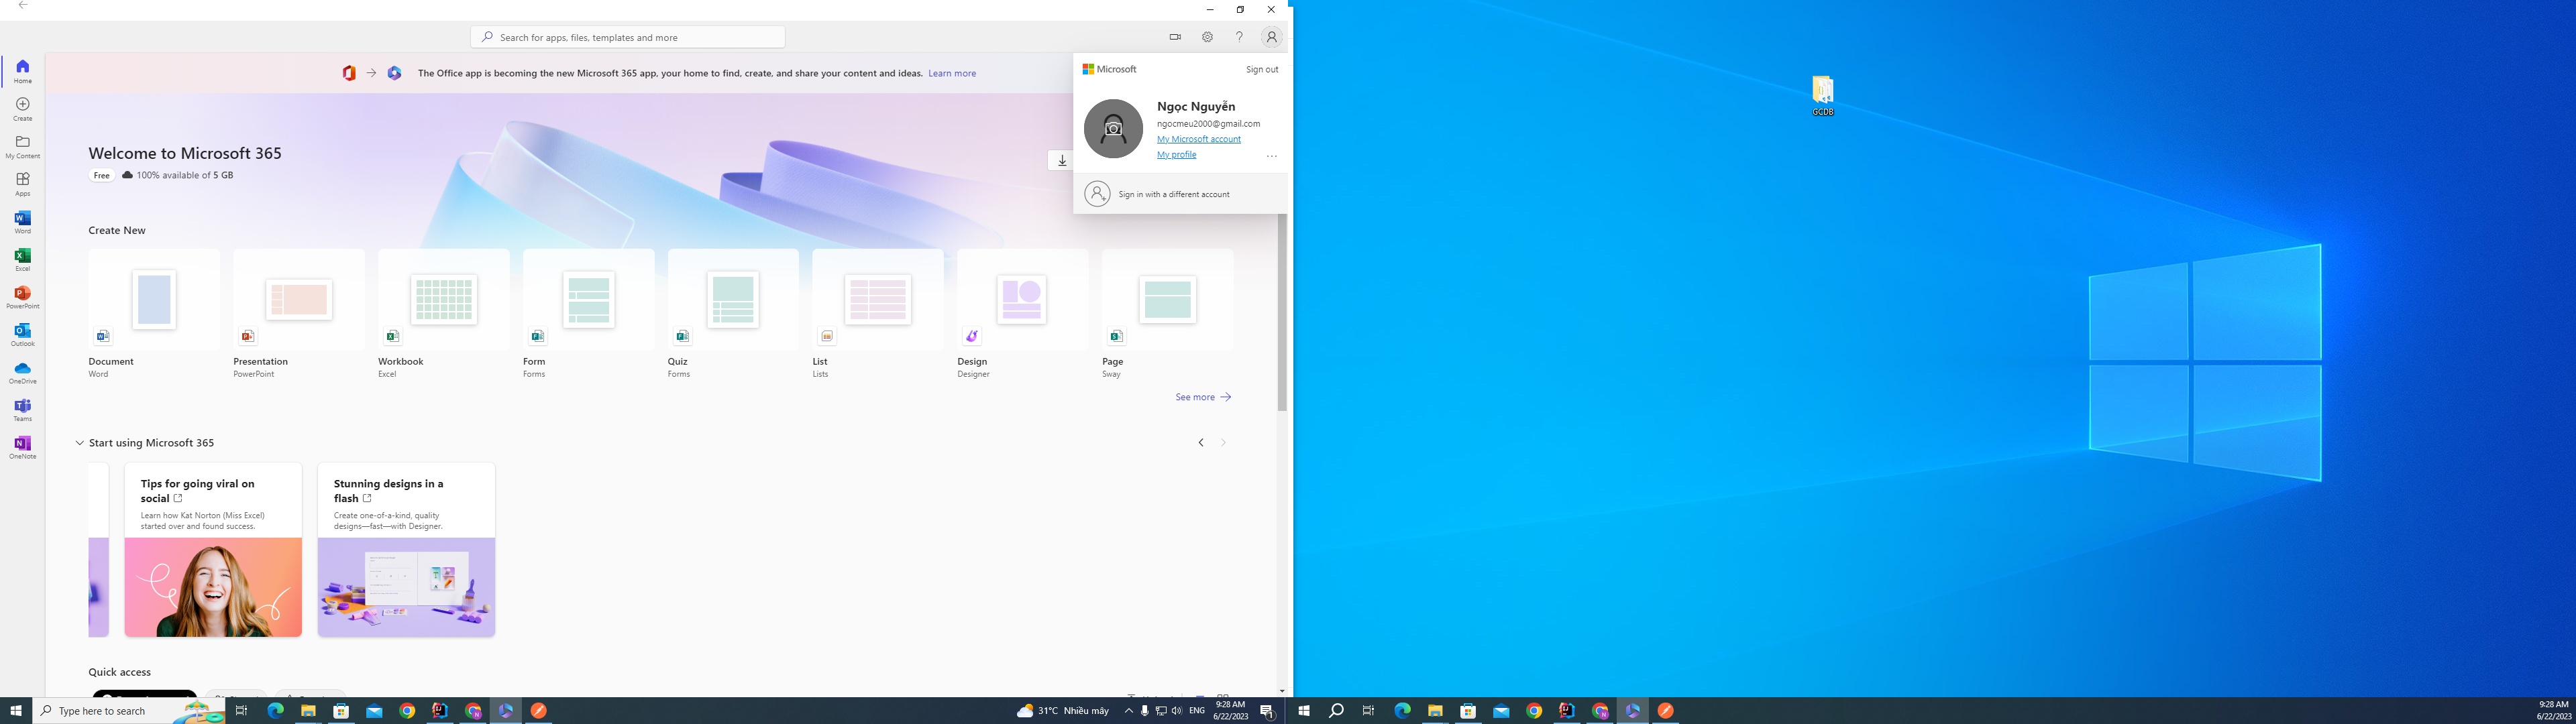 Search for apps, files, templates and more
Home
Create
My Content
Apps
Word
Excel
PowerPoint
Outlook
OneDrive
Teams
OneNote
The Office app is becoming the new Microsoft 365 app, your home to find, create, and share your content and ideas. Learn more
Microsoft
Sign out
Ngọc Nguyễn
ngocmeu2000@gmail.com
My Microsoft account
My profile
Sign in with a different account
Welcome to Microsoft 365
Free 100% available of 5 GB
Create New
Document
Word
Presentation
PowerPoint
Workbook
Excel
Form
Forms
Quiz
Forms
List
Lists
Design
Designer
Page
Sway
See more
Start using Microsoft 365
Tips for going viral on
social
Learn how Kat Norton (Miss Excel)
started over and found success.
Stunning designs in a
flash
Create one-of-a-kind, quality
designs—fast—with Designer.
Quick access
GCDB
Type here to search
31°C Nhiều mây
ENG
9:28 AM
6/22/2023
1
9:28 AM
6/22/2023